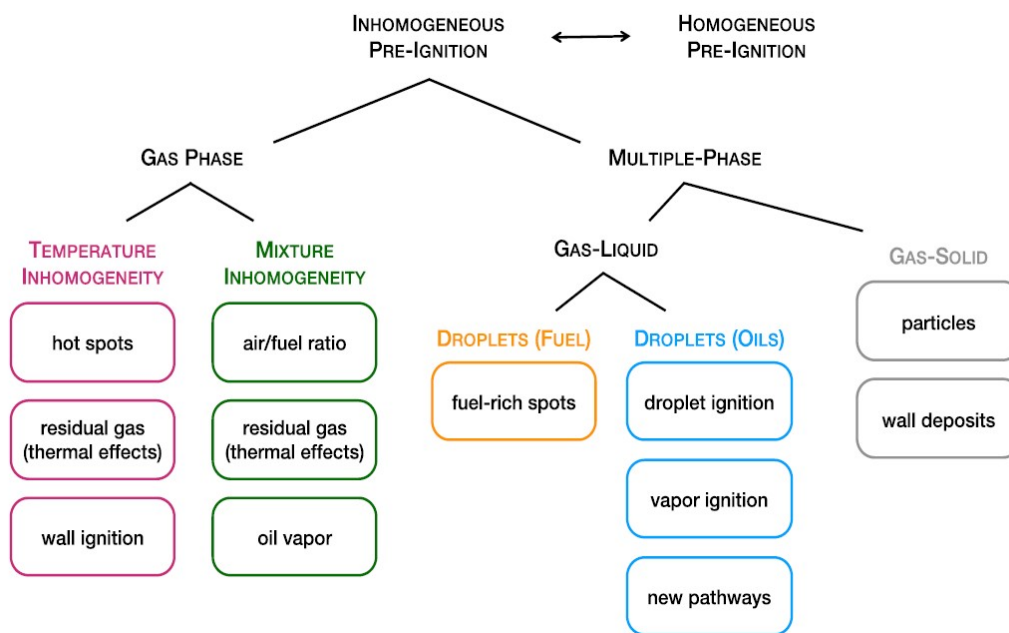 INHOMOGENEOUS
PRE-IGNITION
HOMOGENEOUS
PRE-IGNITION
GAS PHASE
MULTIPLE-PHASE
TEMPERATURE
INHOMOGENEITY
hot spots
residual gas
(thermal effects)
wall ignition
MIXTURE
INHOMOGENEITY
air/fuel ratio
residual gas
(thermal effects)
oil vapor
GAS-LIQUID
DROPLETS (FUEL)
fuel-rich spots
DROPLETS (OILS)
droplet ignition
vapor ignition
new pathways
GAS-SOLID
particles
wall deposits